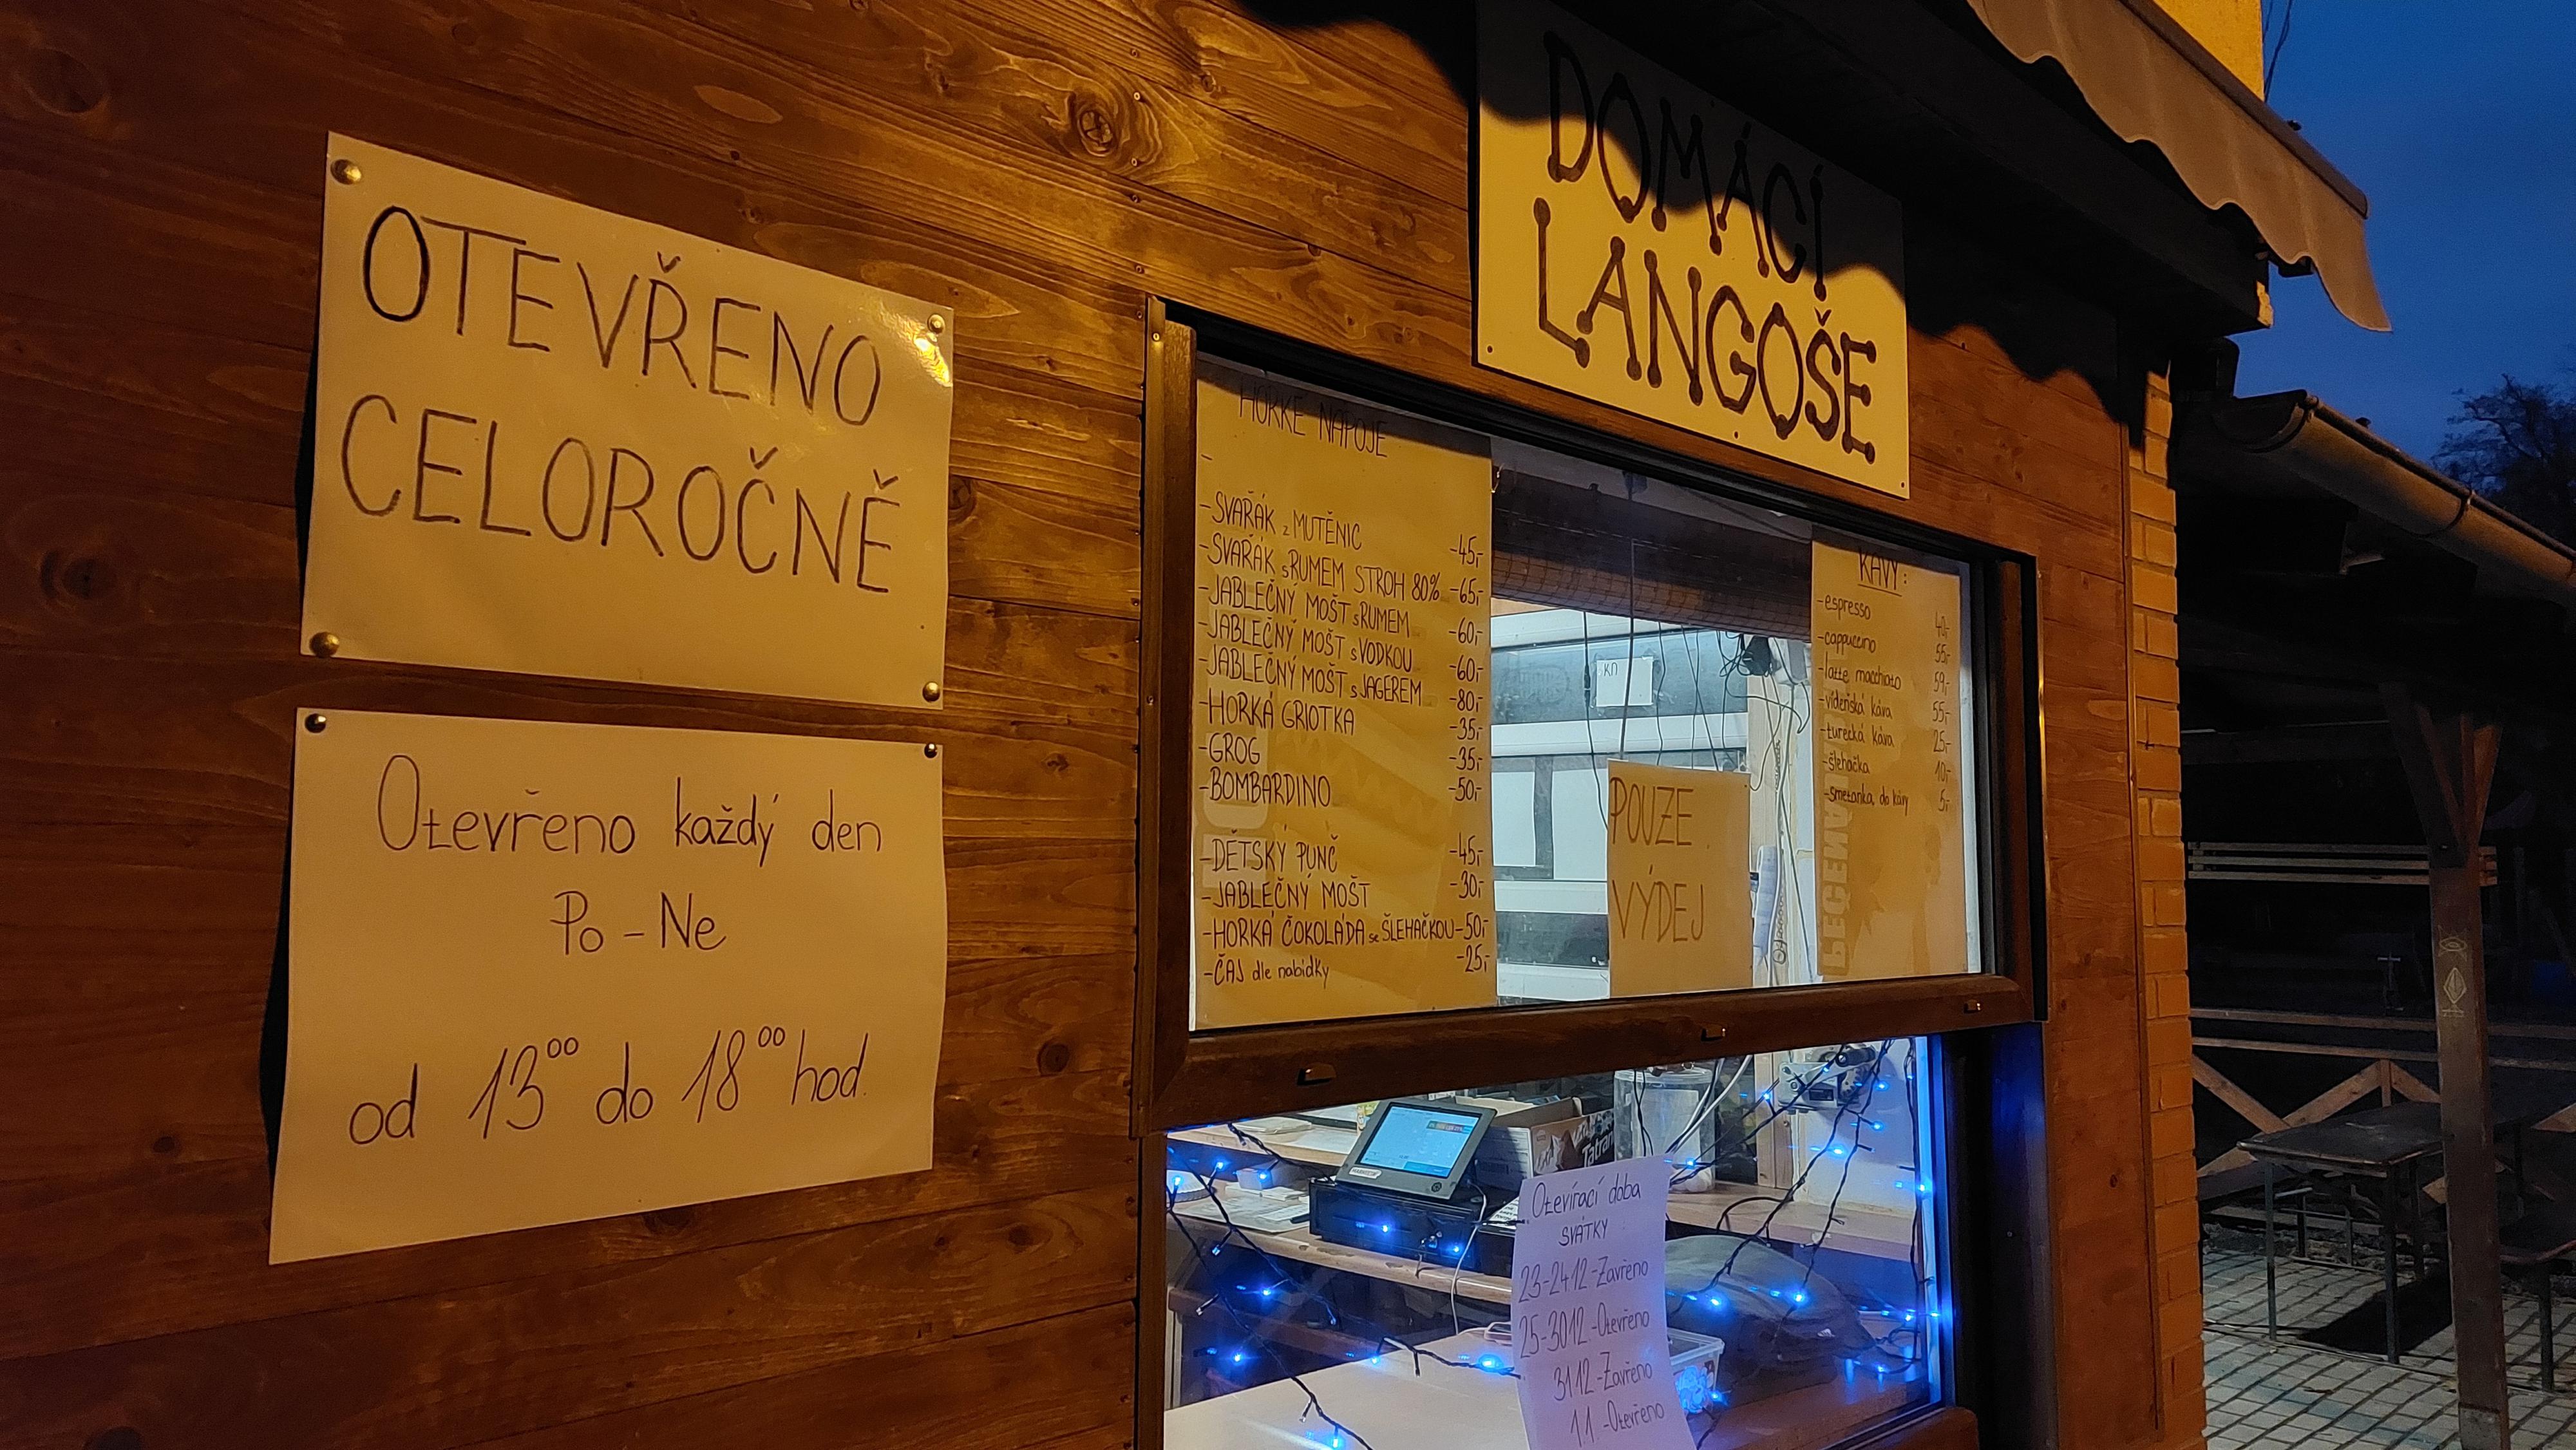 OTEVŘENO
CELOROČNĚ
Otevřeno každý den
Po - Ne
od 13⁰⁰ do 18⁰⁰ hod.
DOMÁCÍ
LANGOŠE
HORKÉ NÁPOJE
-
-SVAŘÁK z MUTĚNIC -45,-
-SVAŘÁK s RUMEM STROH 80% -65,-
-JABLEČNÝ MOŠT s RUMEM -60,-
-JABLEČNÝ MOŠT s VODKOU -60,-
-JABLEČNÝ MOŠT s JAGEREM -80,-
-HORKÁ GRIOTKA -35,-
-GROG -35,-
-BOMBARDINO -50,-
-DĚTSKÝ PUNČ -45,-
-JABLEČNÝ MOŠT -30,-
-HORKÁ ČOKOLÁDA se ŠLEHAČKOU -50,-
-ČAJ dle nabídky -25,-
POUZE
VÝDEJ
KÁVY:
-espresso 40,-
-cappuccino 55,-
-latte macchiato 59,-
-vídeňská káva 55,-
-turecká káva 25,-
-šlehačka 10,-
-smetanka do kávy 5,-
Tatran
Otevírací doba
SVÁTKY
23-24.12-Zavřeno
25-30.12.-Otevřeno
31.12-Zavřeno
1.1.-Otevřeno